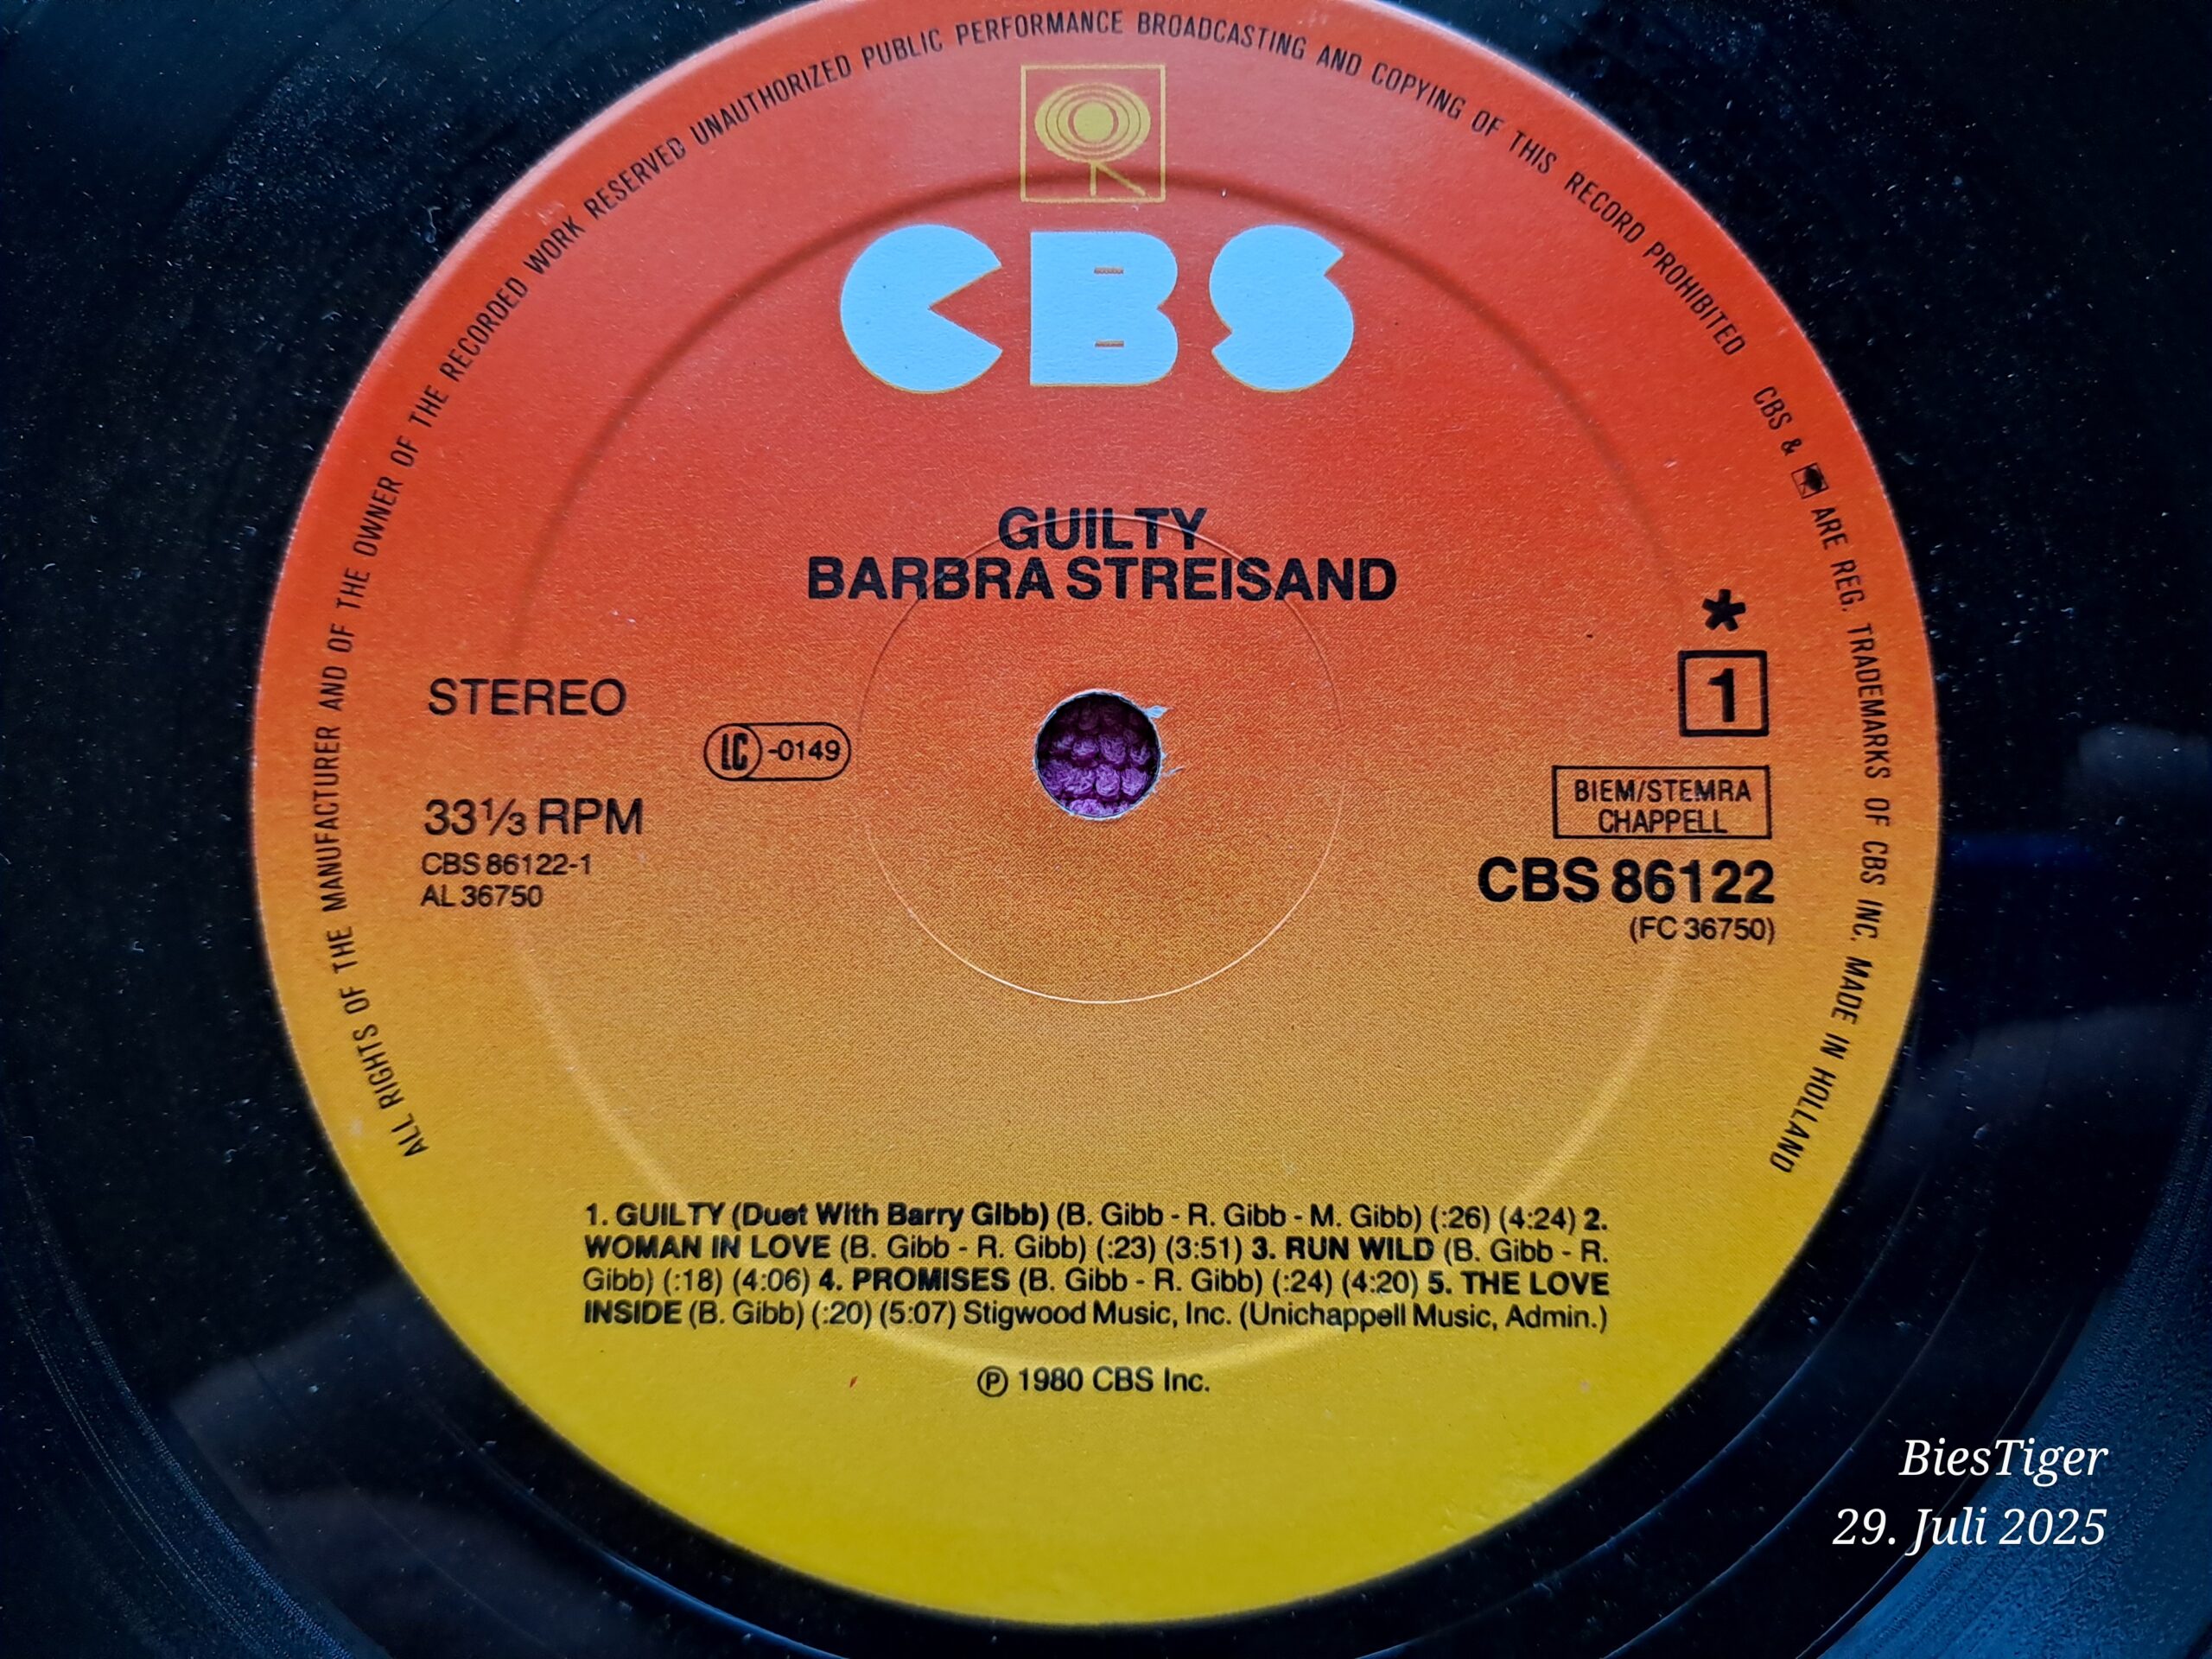 ALL RIGHTS OF THE MANUFACTURER AND OF THE OWNER OF THE RECORDED WORK RESERVED UNAUTHORIZED PUBLIC PERFORMANCE BROADCASTING AND COPYING OF THIS RECORD PROHIBITED CBS & ARE REG. TRADEMARKS OF CBS INC. MADE IN HOLLAND
CBS
GUILTY
BARBRA STREISAND
*
1
STEREO
LC -0149
BIEM/STEMRA
CHAPPELL
33⅓ RPM
CBS 86122-1
AL 36750
CBS 86122
(FC 36750)
1. GUILTY (Duet With Barry Gibb) (B. Gibb - R. Gibb - M. Gibb) (:26) (4:24) 2.
WOMAN IN LOVE (B. Gibb - R. Gibb) (:23) (3:51) 3. RUN WILD (B. Gibb - R.
Gibb) (:18) (4:06) 4. PROMISES (B. Gibb - R. Gibb) (:24) (4:20) 5. THE LOVE
INSIDE (B. Gibb) (:20) (5:07) Stigwood Music, Inc. (Unichappell Music, Admin.)
℗ 1980 CBS Inc.
BiesTiger
29. Juli 2025